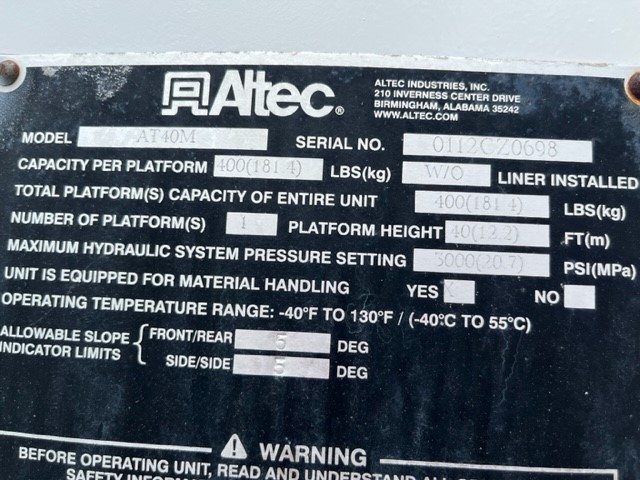 Altec®
ALTEC INDUSTRIES, INC.
210 INVERNESS CENTER DRIVE
BIRMINGHAM, ALABAMA 35242
WWW.ALTEC.COM
MODEL AT40M SERIAL NO. 0112CZ0698
CAPACITY PER PLATFORM 400(181.4) LBS(kg) W/O LINER INSTALLED
TOTAL PLATFORM(S) CAPACITY OF ENTIRE UNIT 400(181.4) LBS(kg)
NUMBER OF PLATFORM(S) 1 PLATFORM HEIGHT 40(12.2) FT(m)
MAXIMUM HYDRAULIC SYSTEM PRESSURE SETTING 3000(20.7) PSI(MPa)
UNIT IS EQUIPPED FOR MATERIAL HANDLING YES X NO
OPERATING TEMPERATURE RANGE: -40°F TO 130°F / (-40°C TO 55°C)
ALLOWABLE SLOPE INDICATOR LIMITS
FRONT/REAR 5 DEG
SIDE/SIDE 5 DEG
WARNING
BEFORE OPERATING UNIT, READ AND UNDERSTAND ALL
SAFETY